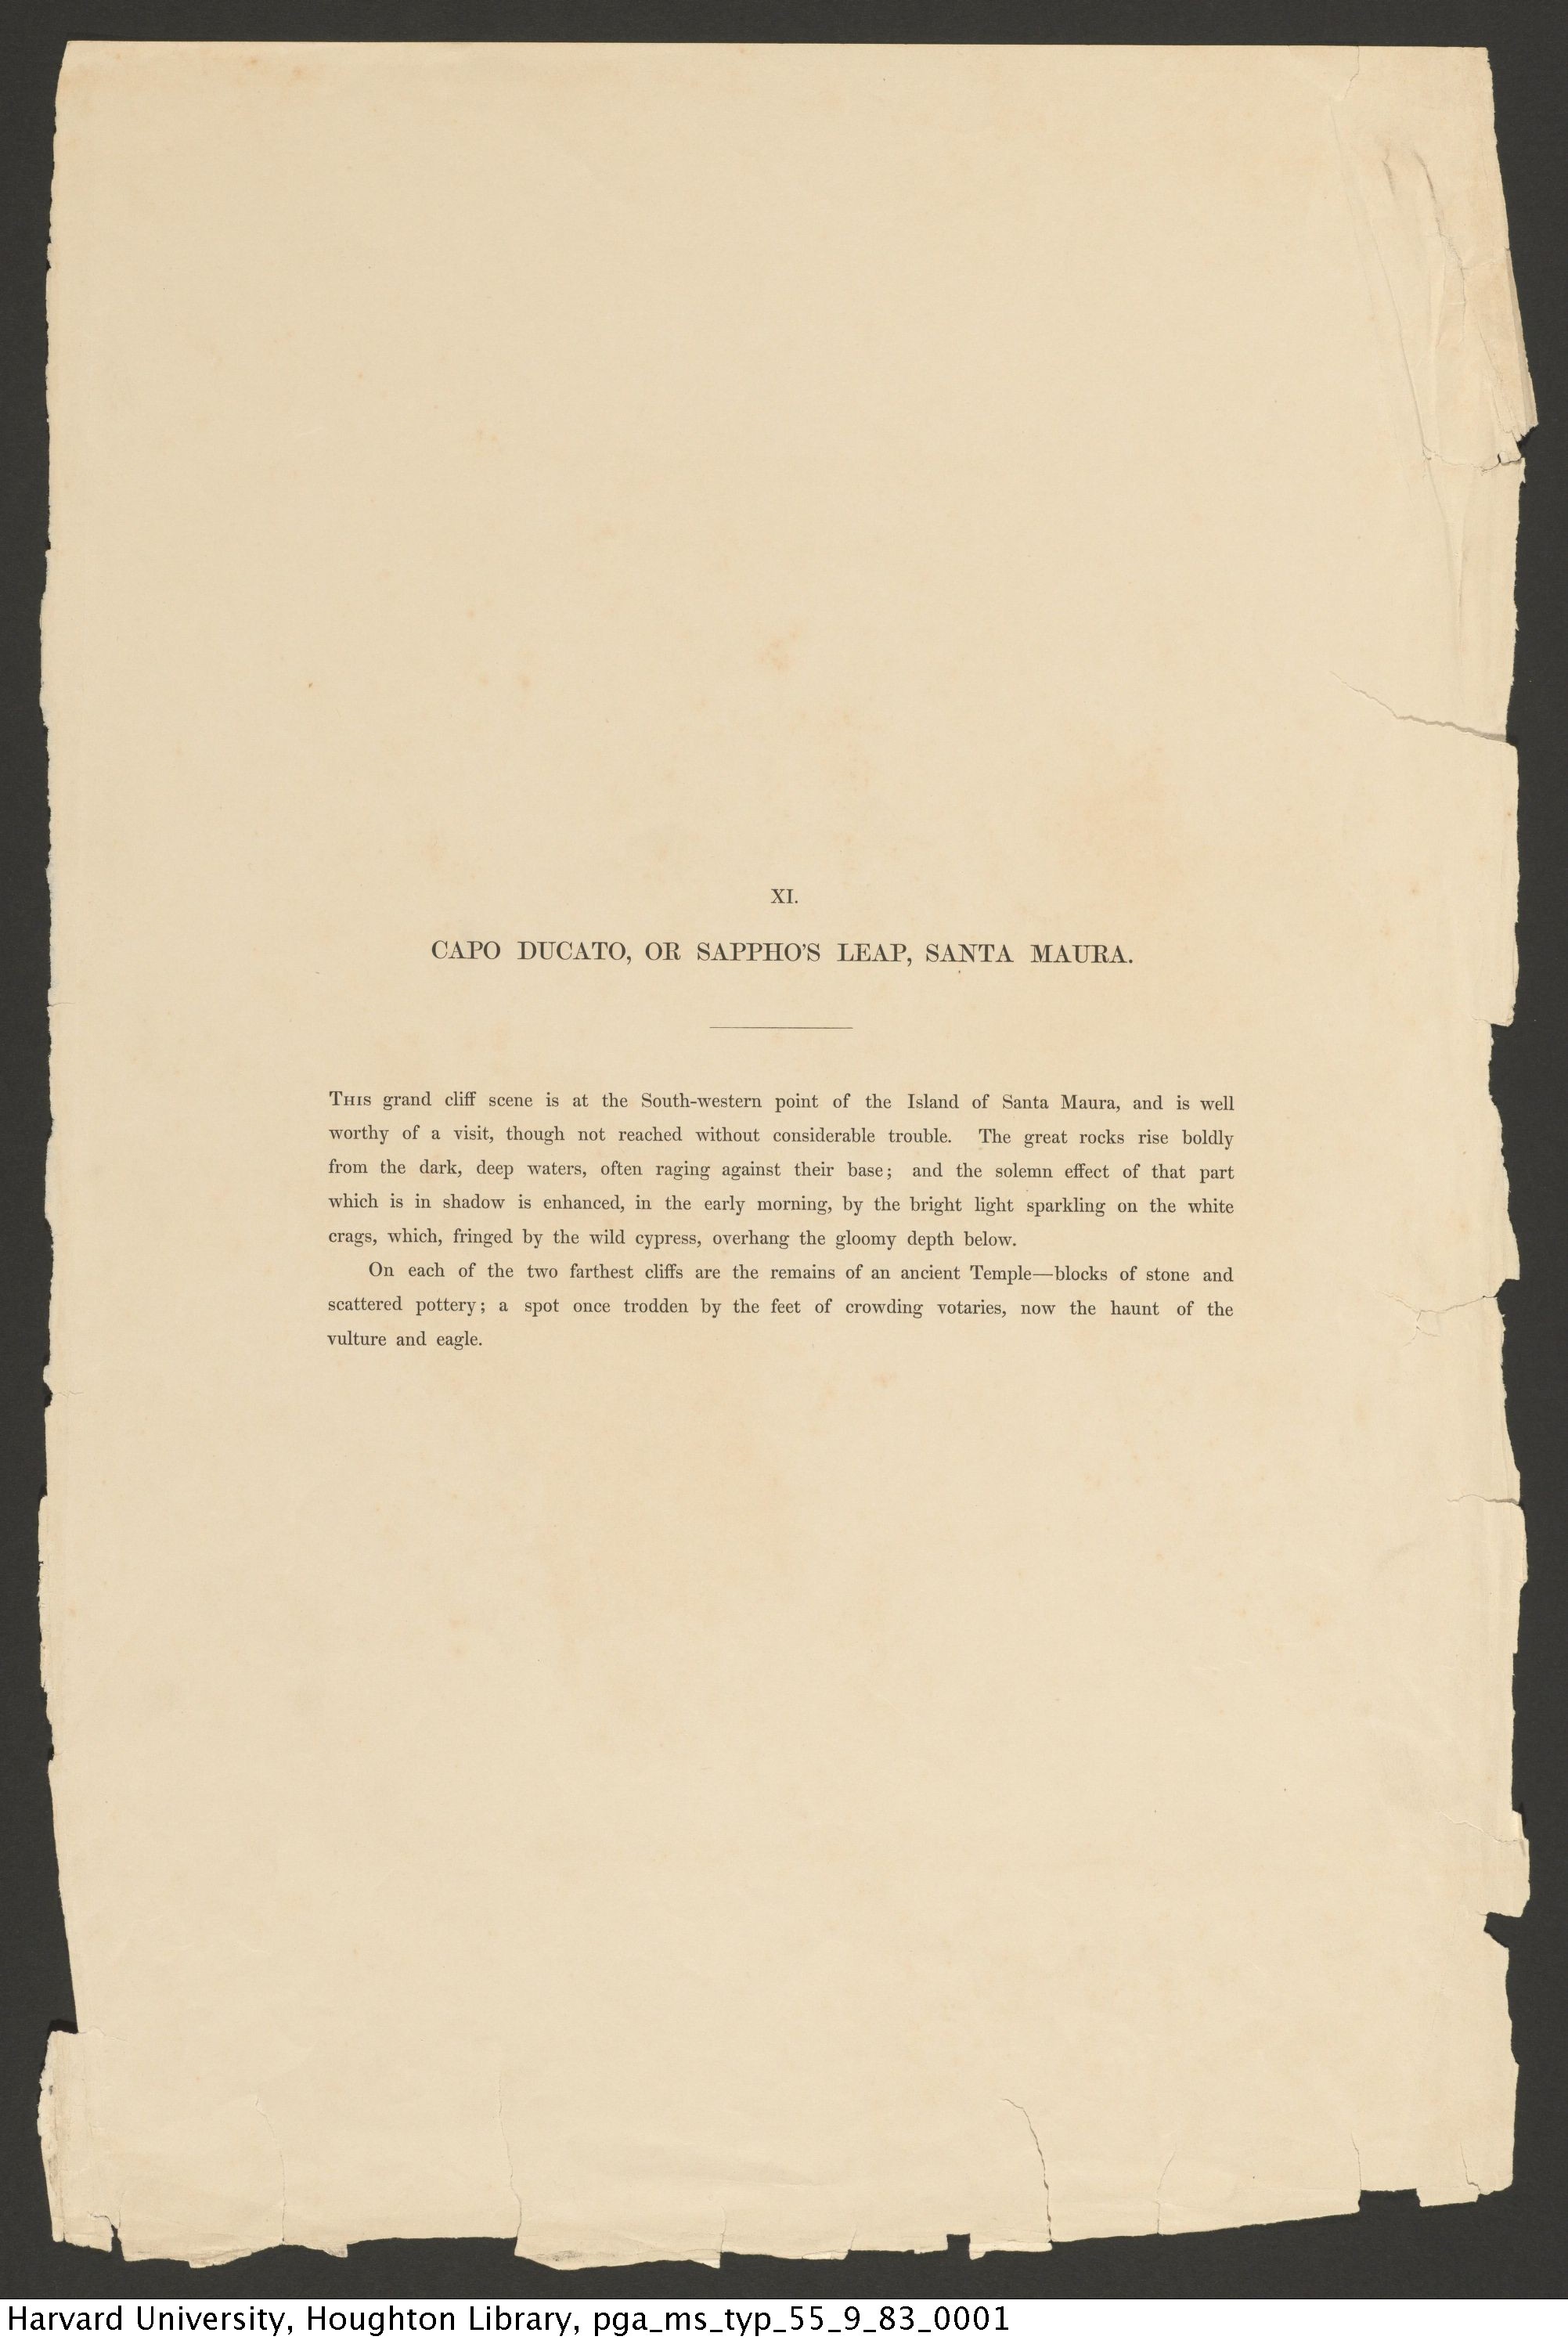 XI.
CAPO DUCATO, OR SAPPHO'S LEAP, SANTA MAURA.
THIS grand cliff scene is at the South-western point of the Island of Santa Maura, and is well
worthy of a visit, though not reached without considerable trouble. The great rocks rise boldly
from the dark, deep waters, often raging against their base; and the solemn effect of that part
which is in shadow is enhanced, in the early morning, by the bright light sparkling on the white
crags, which, fringed by the wild cypress, overhang the gloomy depth below.
On each of the two farthest cliffs are the remains of an ancient Temple—blocks of stone and
scattered pottery; a spot once trodden by the feet of crowding votaries, now the haunt of the
vulture and eagle.
Harvard University, Houghton Library, pga_ms_typ_55_9_83_0001